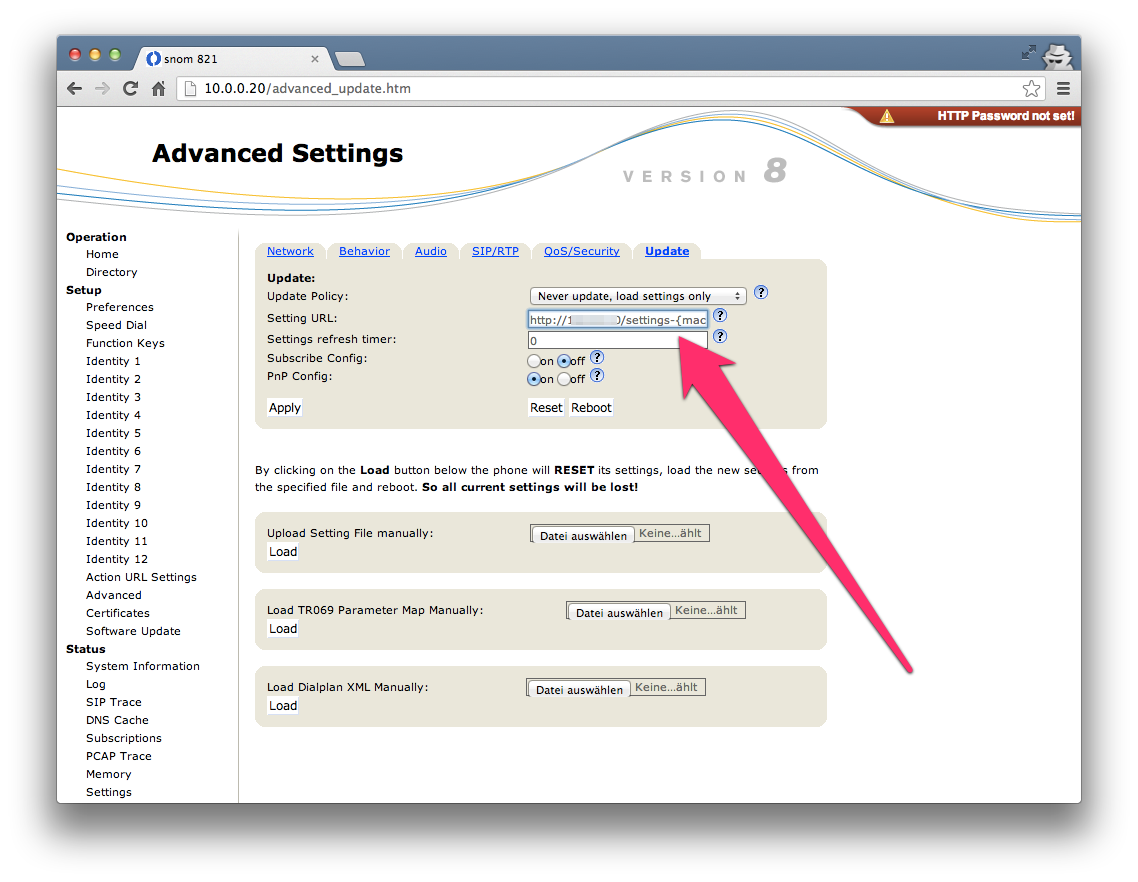 snom 821
10.0.0.20/advanced_update.htm
HTTP Password not set!
Advanced Settings
VERSION 8
Operation
Home
Directory
Setup
Preferences
Speed Dial
Function Keys
Identity 1
Identity 2
Identity 3
Identity 4
Identity 5
Identity 6
Identity 7
Identity 8
Identity 9
Identity 10
Identity 11
Identity 12
Action URL Settings
Advanced
Certificates
Software Update
Status
System Information
Log
SIP Trace
DNS Cache
Subscriptions
PCAP Trace
Memory
Settings
Network Behavior Audio SIP/RTP QoS/Security Update
Update:
Update Policy: Never update, load settings only
Setting URL: http://1 0/settings-{mac
Settings refresh timer: 0
Subscribe Config: on off
PnP Config: on off
Apply Reset Reboot
By clicking on the Load button below the phone will RESET its settings, load the new from
the specified file and reboot. So all current settings will be lost!
Upload Setting File manually: Datei auswählen Keine...ählt
Load
Load TR069 Parameter Map Manually: Datei auswählen Keine...ählt
Load
Load Dialplan XML Manually: Datei auswählen Keine...ählt
Load